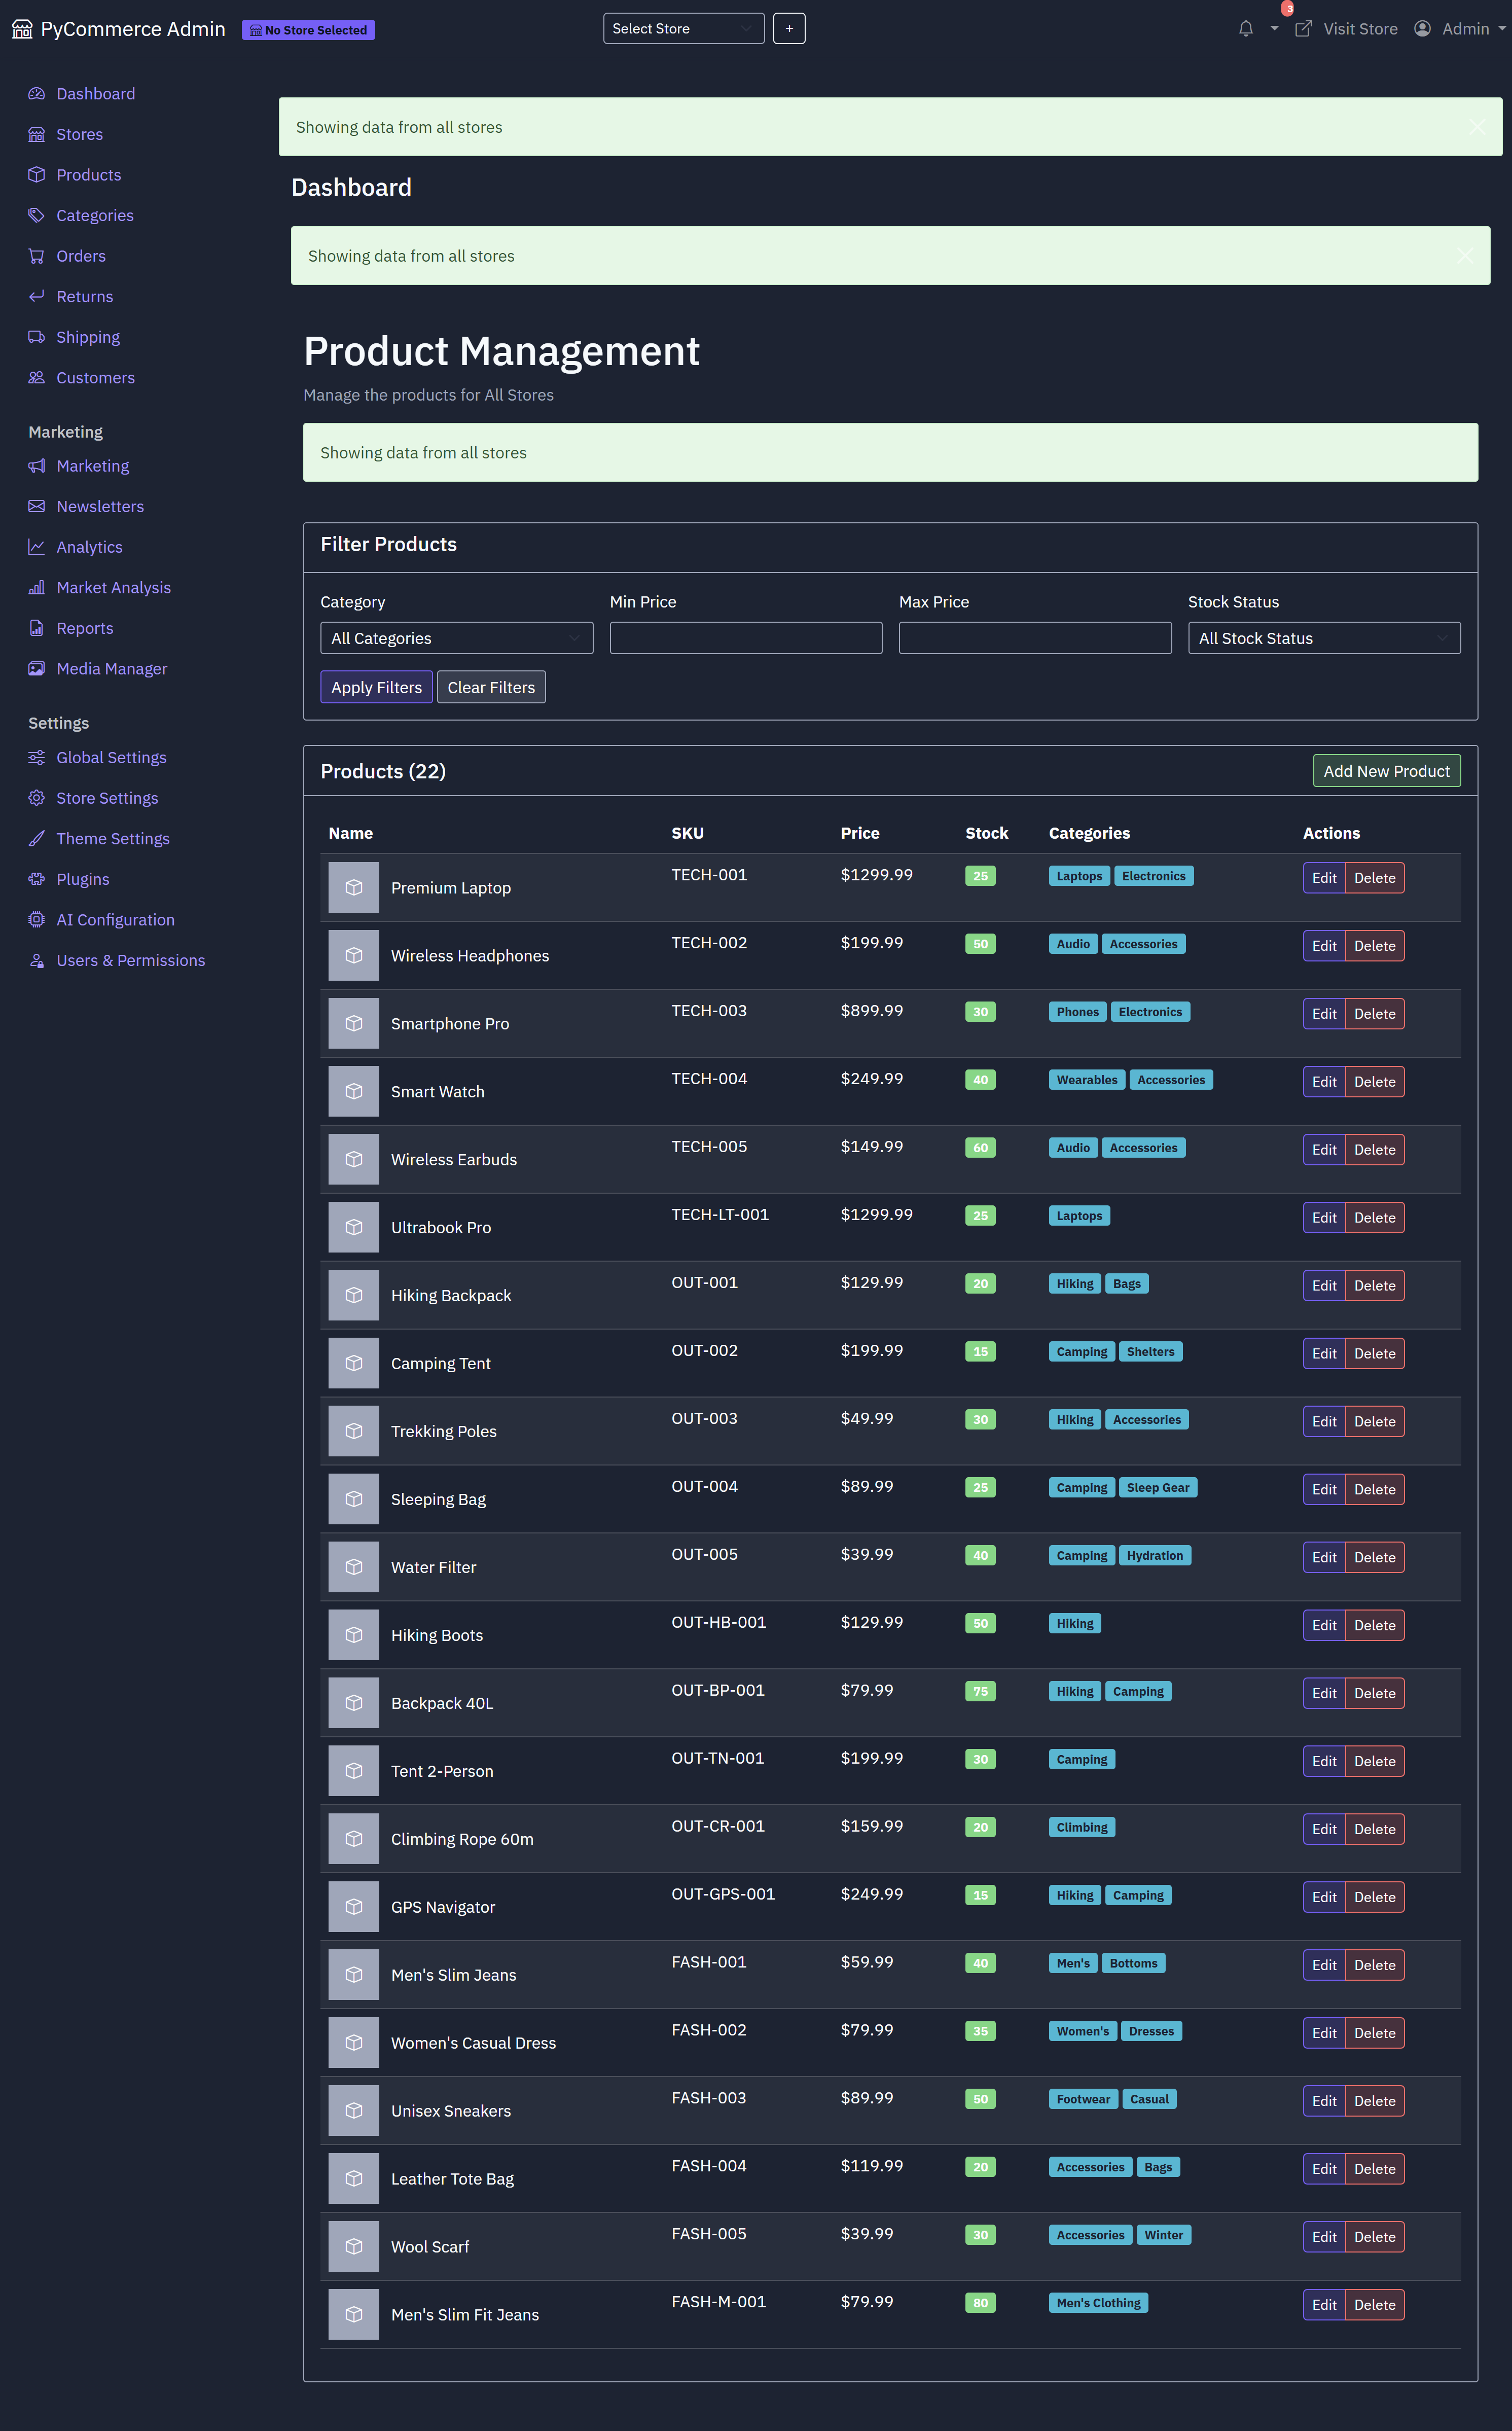 PyCommerce Admin
No Store Selected
Select Store
+
3
Visit Store
Admin
Dashboard
Stores
Products
Categories
Orders
Returns
Shipping
Customers
Marketing
Marketing
Newsletters
Analytics
Market Analysis
Reports
Media Manager
Settings
Global Settings
Store Settings
Theme Settings
Plugins
AI Configuration
Users & Permissions
Showing data from all stores
Dashboard
Showing data from all stores
Product Management
Manage the products for All Stores
Showing data from all stores
Filter Products
Category Min Price Max Price Stock Status
All Categories All Stock Status
Apply Filters Clear Filters
Products (22) Add New Product
Name SKU Price Stock Categories Actions
Premium Laptop TECH-001 $1299.99 25 Laptops Electronics Edit Delete
Wireless Headphones TECH-002 $199.99 50 Audio Accessories Edit Delete
Smartphone Pro TECH-003 $899.99 30 Phones Electronics Edit Delete
Smart Watch TECH-004 $249.99 40 Wearables Accessories Edit Delete
Wireless Earbuds TECH-005 $149.99 60 Audio Accessories Edit Delete
Ultrabook Pro TECH-LT-001 $1299.99 25 Laptops Edit Delete
Hiking Backpack OUT-001 $129.99 20 Hiking Bags Edit Delete
Camping Tent OUT-002 $199.99 15 Camping Shelters Edit Delete
Trekking Poles OUT-003 $49.99 30 Hiking Accessories Edit Delete
Sleeping Bag OUT-004 $89.99 25 Camping Sleep Gear Edit Delete
Water Filter OUT-005 $39.99 40 Camping Hydration Edit Delete
Hiking Boots OUT-HB-001 $129.99 50 Hiking Edit Delete
Backpack 40L OUT-BP-001 $79.99 75 Hiking Camping Edit Delete
Tent 2-Person OUT-TN-001 $199.99 30 Camping Edit Delete
Climbing Rope 60m OUT-CR-001 $159.99 20 Climbing Edit Delete
GPS Navigator OUT-GPS-001 $249.99 15 Hiking Camping Edit Delete
Men's Slim Jeans FASH-001 $59.99 40 Men's Bottoms Edit Delete
Women's Casual Dress FASH-002 $79.99 35 Women's Dresses Edit Delete
Unisex Sneakers FASH-003 $89.99 50 Footwear Casual Edit Delete
Leather Tote Bag FASH-004 $119.99 20 Accessories Bags Edit Delete
Wool Scarf FASH-005 $39.99 30 Accessories Winter Edit Delete
Men's Slim Fit Jeans FASH-M-001 $79.99 80 Men's Clothing Edit Delete